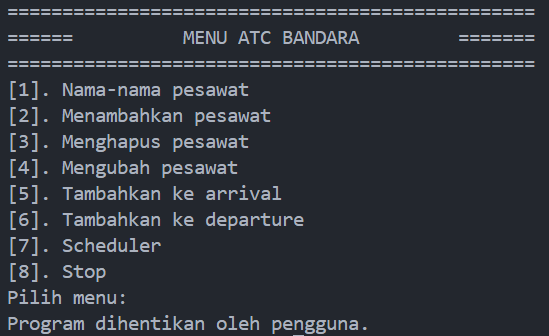 ================================================
======          MENU ATC BANDARA         =======
================================================
[1]. Nama-nama pesawat
[2]. Menambahkan pesawat
[3]. Menghapus pesawat
[4]. Mengubah pesawat
[5]. Tambahkan ke arrival
[6]. Tambahkan ke departure
[7]. Scheduler
[8]. Stop
Pilih menu:
Program dihentikan oleh pengguna.